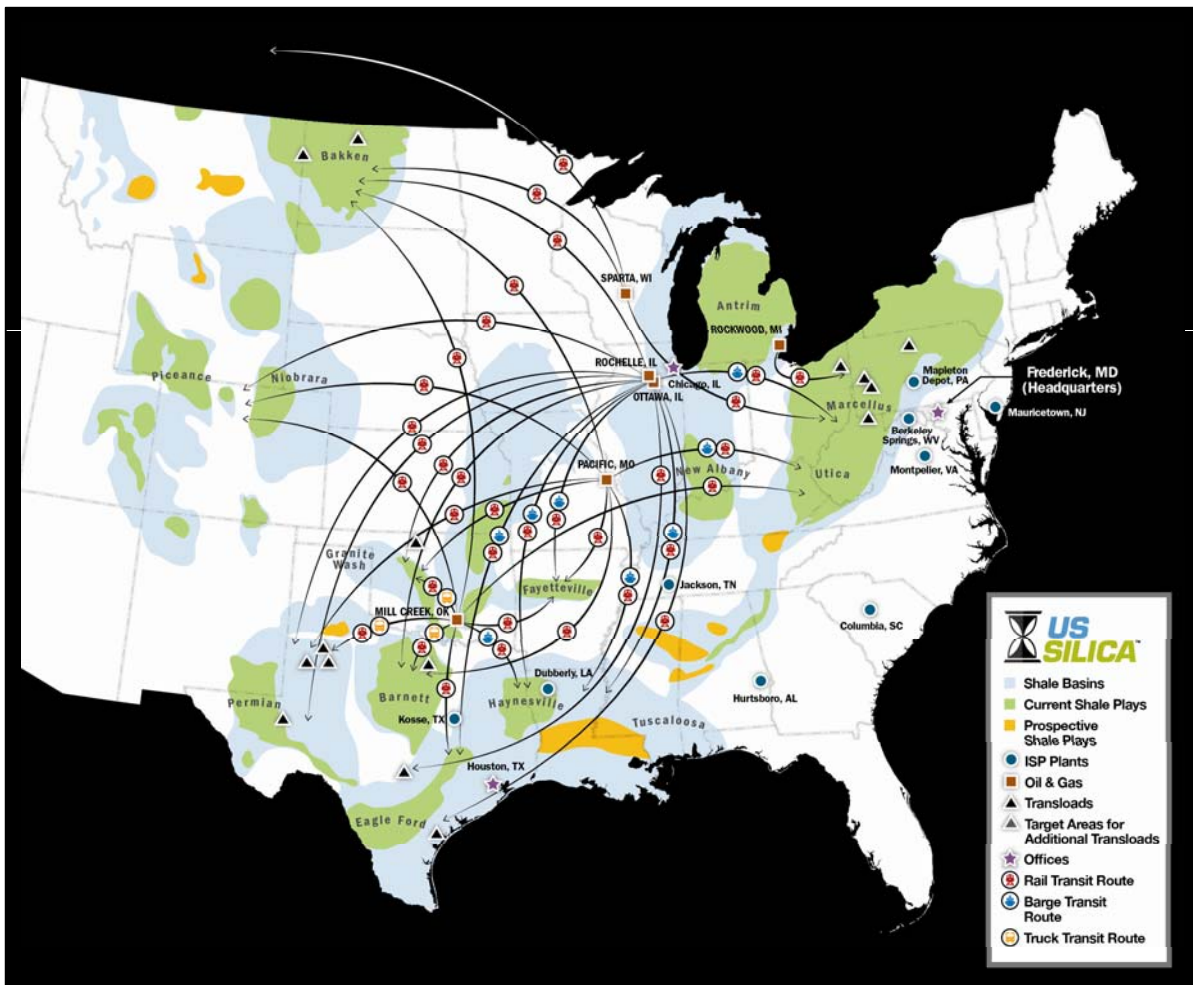 Bakken
SPARTA, WI
Antrim
ROCKWOOD, MI
ROCHELLE, IL
Chicago, IL
OTTAWA, IL
Piceance
Niobrara
Mapleton
Depot, PA
Frederick, MD
(Headquarters)
Marcellus
Mauricetown, NJ
Berkeley
Springs, WV
Montpelier, VA
PACIFIC, MO
New Albany
Utica
Granite
Wash
Fayetteville
Jackson, TN
MILL CREEK, OK
Columbia, SC
Dubberly, LA
Hurtsboro, AL
Permian
Barnett
Haynesville
Kosse, TX
Tuscaloosa
Houston, TX
Eagle Ford
US
SILICA™
Shale Basins
Current Shale Plays
Prospective
Shale Plays
ISP Plants
Oil & Gas
Transloads
Target Areas for
Additional Transloads
Offices
Rail Transit Route
Barge Transit
Route
Truck Transit Route